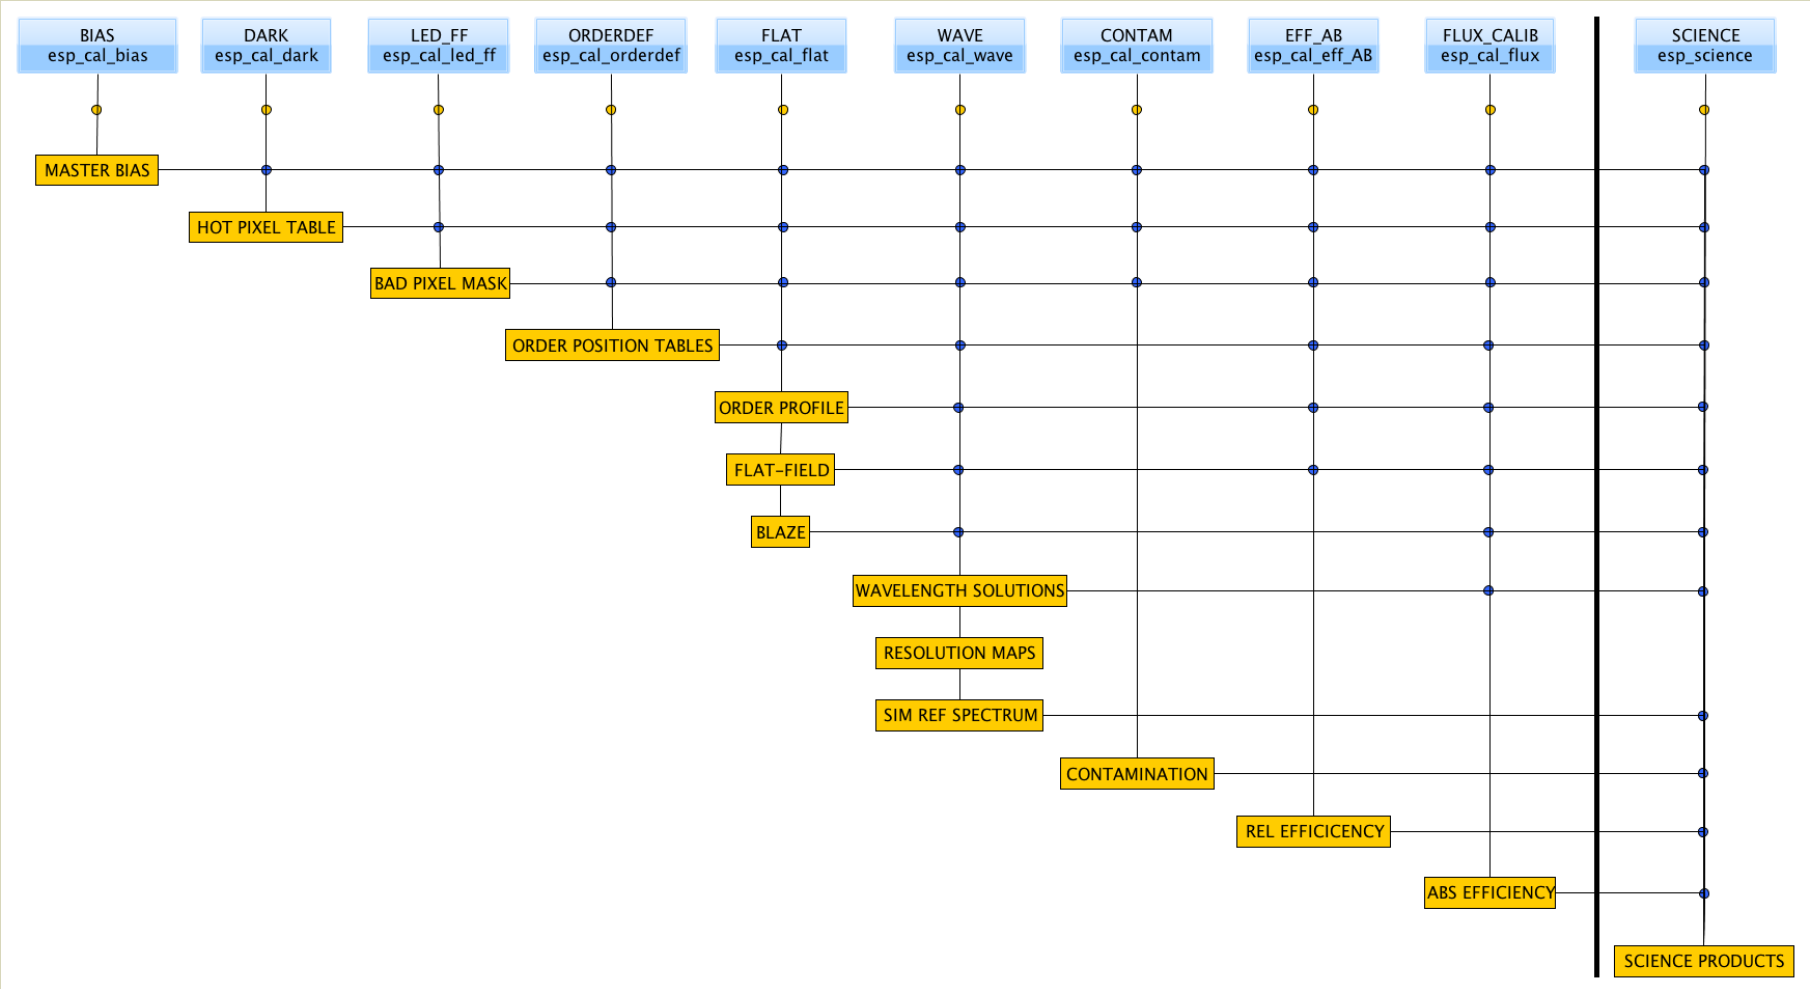 BIAS
esp_cal_bias
DARK
esp_cal_dark
LED_FF
esp_cal_led_ff
ORDERDEF
esp_cal_orderdef
FLAT
esp_cal_flat
WAVE
esp_cal_wave
CONTAM
esp_cal_contam
EFF_AB
esp_cal_eff_AB
FLUX_CALIB
esp_cal_flux
SCIENCE
esp_science
MASTER BIAS
HOT PIXEL TABLE
BAD PIXEL MASK
ORDER POSITION TABLES
ORDER PROFILE
FLAT-FIELD
BLAZE
WAVELENGTH SOLUTIONS
RESOLUTION MAPS
SIM REF SPECTRUM
CONTAMINATION
REL EFFICICENCY
ABS EFFICIENCY
SCIENCE PRODUCTS